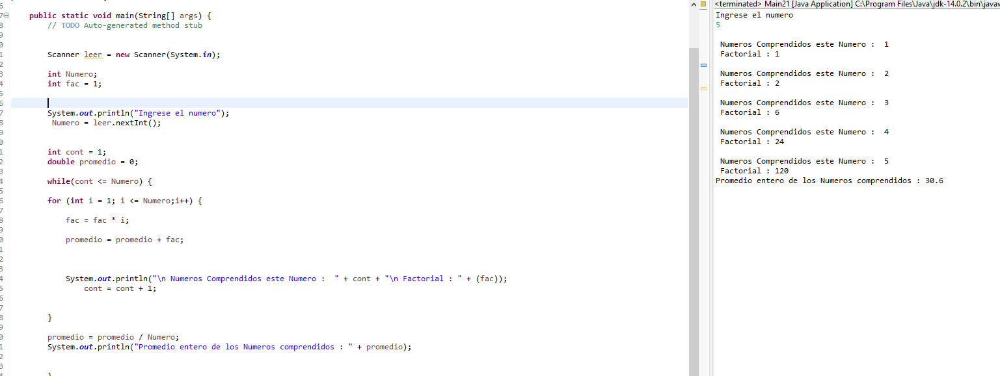 public static void main(String[] args) {
// TODO Auto-generated method stub
Scanner leer = new Scanner(System.in);
int Numero;
int fac = 1;
System.out.println("Ingrese el numero");
Numero = leer.nextInt();
int cont = 1;
double promedio = 0;
while(cont <= Numero) {
for (int i = 1; i <= Numero;i++) {
fac = fac * i;
promedio = promedio + fac;
System.out.println("\n Numeros Comprendidos este Numero :  " + cont + "\n Factorial : " + (fac));
cont = cont + 1;
}
promedio = promedio / Numero;
System.out.println("Promedio entero de los Numeros comprendidos : " + promedio);
}
<terminated> Main21 [Java Application] C:\Program Files\Java\jdk-14.0.2\bin\javaw
Ingrese el numero
5
Numeros Comprendidos este Numero :  1
Factorial : 1
Numeros Comprendidos este Numero :  2
Factorial : 2
Numeros Comprendidos este Numero :  3
Factorial : 6
Numeros Comprendidos este Numero :  4
Factorial : 24
Numeros Comprendidos este Numero :  5
Factorial : 120
Promedio entero de los Numeros comprendidos : 30.6